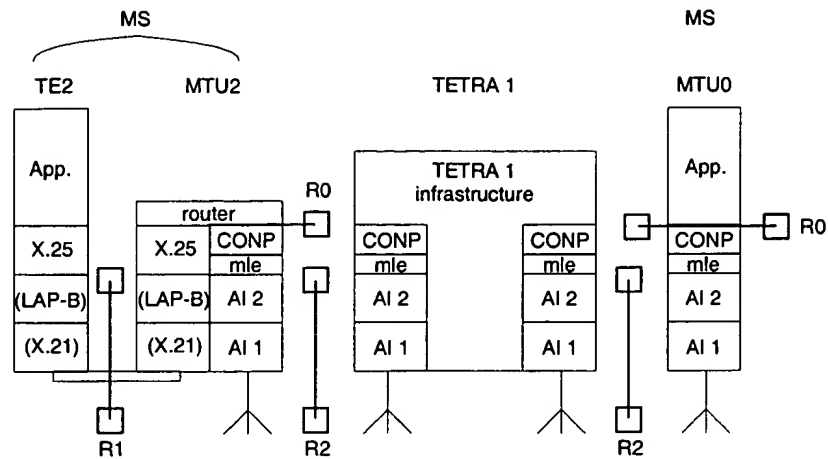 MS MS
TE2 MTU2 TETRA 1 MTU0
App. TETRA 1 infrastructure App.
R0
router
R0
X.25 X.25 CONP CONP CONP CONP
mle mle mle mle
(LAP-B) (LAP-B) AI 2 AI 2 AI 2 AI 2
(X.21) (X.21) AI 1 AI 1 AI 1 AI 1
R1 R2 R2